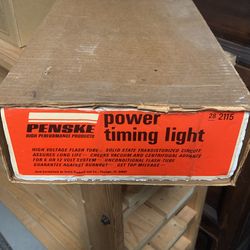 PENSKE
HIGH PERFORMANCE PRODUCTS
power
timing light
28 2115
HIGH VOLTAGE FLASH TUBE — SOLID STATE TRANSISTORIZED CIRCUIT
ASSURES LONG LIFE — CHECKS VACUUM AND CENTRIFUGAL ADVANCE
FOR 6 OR 12 VOLT SYSTEM — UNCONDITIONAL FLASH TUBE
GUARANTEE AGAINST BURNOUT — GET TOP MILEAGE —